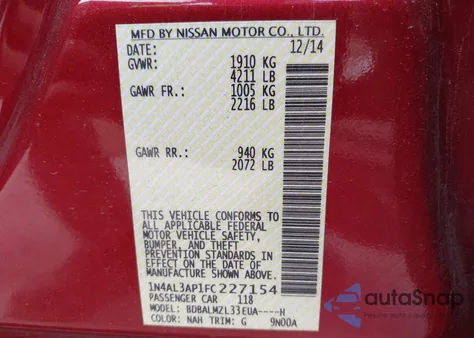 MFD BY NISSAN MOTOR CO., LTD.
DATE: 12/14
GVWR: 1910 KG
4211 LB
GAWR FR.: 1005 KG
2216 LB
GAWR RR.: 940 KG
2072 LB
THIS VEHICLE CONFORMS TO
ALL APPLICABLE FEDERAL
MOTOR VEHICLE SAFETY,
BUMPER, AND THEFT
PREVENTION STANDARDS IN
EFFECT ON THE DATE OF
MANUFACTURE SHOWN ABOVE.
1N4AL3AP1FC227154
PASSENGER CAR 118
MODEL: BDBALMZL33EUA----H
COLOR: NAH TRIM: G 9N00A
autoSnap